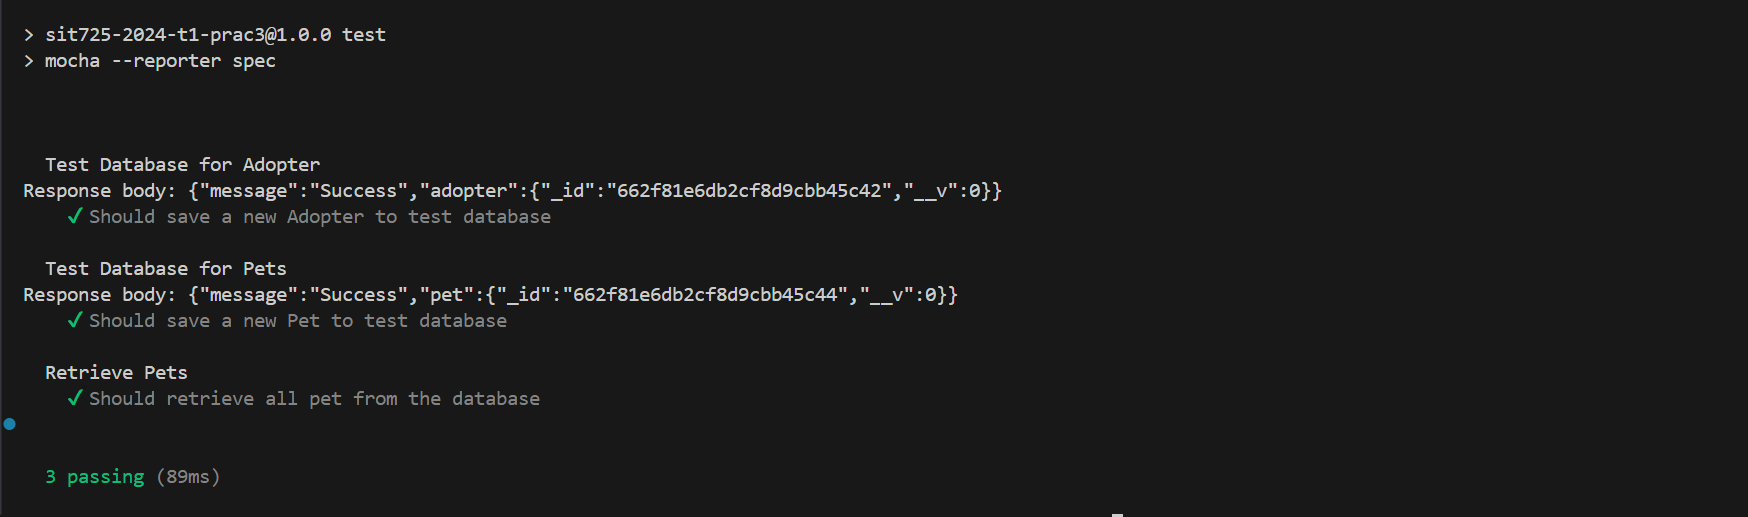 > sit725-2024-t1-prac3@1.0.0 test
> mocha --reporter spec
Test Database for Adopter
Response body: {"message":"Success","adopter":{"_id":"662f81e6db2cf8d9cbb45c42","__v":0}}
✓ Should save a new Adopter to test database
Test Database for Pets
Response body: {"message":"Success","pet":{"_id":"662f81e6db2cf8d9cbb45c44","__v":0}}
✓ Should save a new Pet to test database
Retrieve Pets
✓ Should retrieve all pet from the database
3 passing (89ms)